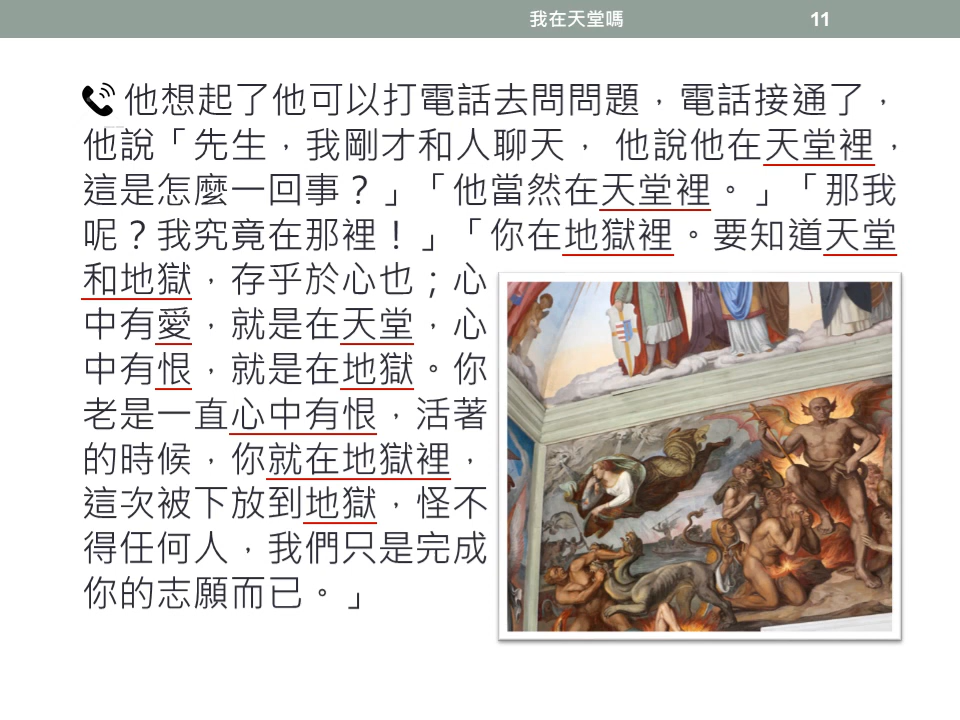 我在天堂嗎
11
他想起了他可以打電話去問問題，電話接通了，
他說「先生，我剛才和人聊天， 他說他在天堂裡，
這是怎麼一回事？」「他當然在天堂裡。」「那我
呢？我究竟在那裡！」「你在地獄裡。要知道天堂
和地獄，存乎於心也；心
中有愛，就是在天堂，心
中有恨，就是在地獄。你
老是一直心中有恨，活著
的時候，你就在地獄裡，
這次被下放到地獄，怪不
得任何人，我們只是完成
你的志願而已。」